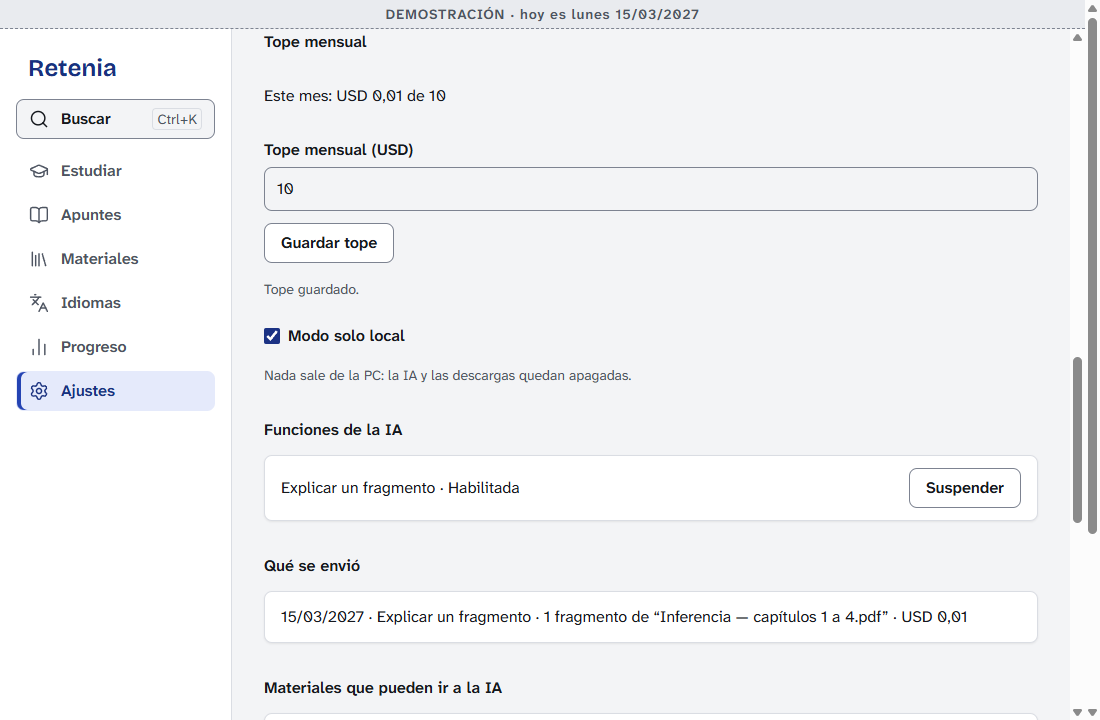 DEMOSTRACIÓN · hoy es lunes 15/03/2027
Retenia
Buscar Ctrl+K
Estudiar
Apuntes
Materiales
Idiomas
Progreso
Ajustes
Tope mensual
Este mes: USD 0,01 de 10
Tope mensual (USD)
10
Guardar tope
Tope guardado.
Modo solo local
Nada sale de la PC: la IA y las descargas quedan apagadas.
Funciones de la IA
Explicar un fragmento · Habilitada
Suspender
Qué se envió
15/03/2027 · Explicar un fragmento · 1 fragmento de “Inferencia — capítulos 1 a 4.pdf” · USD 0,01
Materiales que pueden ir a la IA